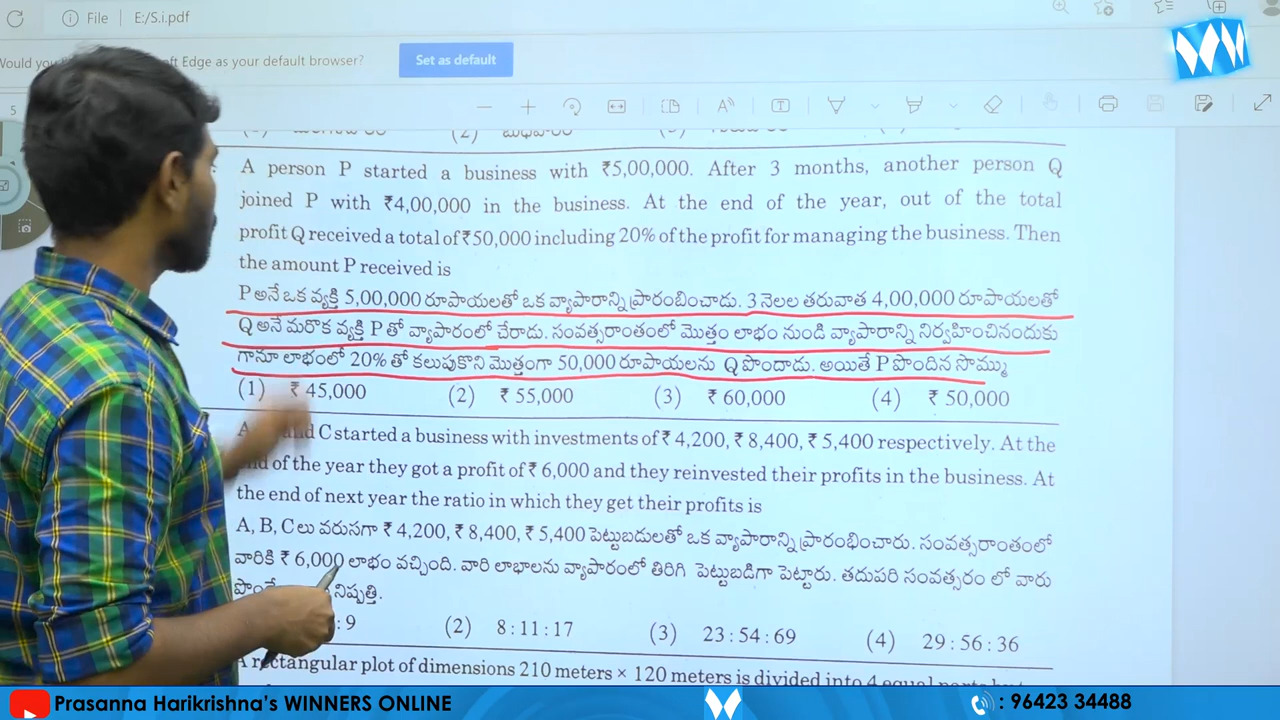 File E:/S.i.pdf
Would you Edge as your default browser? Set as default
5
A person P started a business with ₹5,00,000. After 3 months, another person Q
joined P with ₹4,00,000 in the business. At the end of the year, out of the total
profit Q received a total of ₹50,000 including 20% of the profit for managing the business. Then
the amount P received is
P అనే ఒక వ్యక్తి 5,00,000 రూపాయలతో ఒక వ్యాపారాన్ని ప్రారంబించాడు. 3 నెలల తరువాత 4,00,000 రూపాయలతో
Q అనే మరొక వ్యక్తి P తో వ్యాపారంలో చేరాడు. సంవత్సరాంతంలో మొత్తం లాభం నుండి వ్యాపారాన్ని నిర్వహించినందుకు
గానూ లాభంలో 20% తో కలుపుకొని మొత్తంగా 50,000 రూపాయలను Q పొందాడు. అయితే P పొందిన సొమ్ము
(1) ₹ 45,000 (2) ₹ 55,000 (3) ₹ 60,000 (4) ₹ 50,000
A, and C started a business with investments of ₹ 4,200, ₹ 8,400, ₹ 5,400 respectively. At the
of the year they got a profit of ₹ 6,000 and they reinvested their profits in the business. At
the end of next year the ratio in which they get their profits is
A, B, C లు వరుసగా ₹ 4,200, ₹ 8,400, ₹ 5,400 పెట్టుబడులతో ఒక వ్యాపారాన్ని ప్రారంభించారు. సంవత్సరాంతంలో
వారికి ₹ 6,000 లాభం వచ్చింది. వారి లాభాలను వ్యాపారంలో తిరిగి పెట్టుబడిగా పెట్టారు. తదుపరి సంవత్సరం లో వారు
నిష్పత్తి.
: 9 (2) 8 : 11 : 17 (3) 23 : 54 : 69 (4) 29 : 56 : 36
A rectangular plot of dimensions 210 meters × 120 meters is divided into 4 equal parts
Prasanna Harikrishna's WINNERS ONLINE : 96423 34488